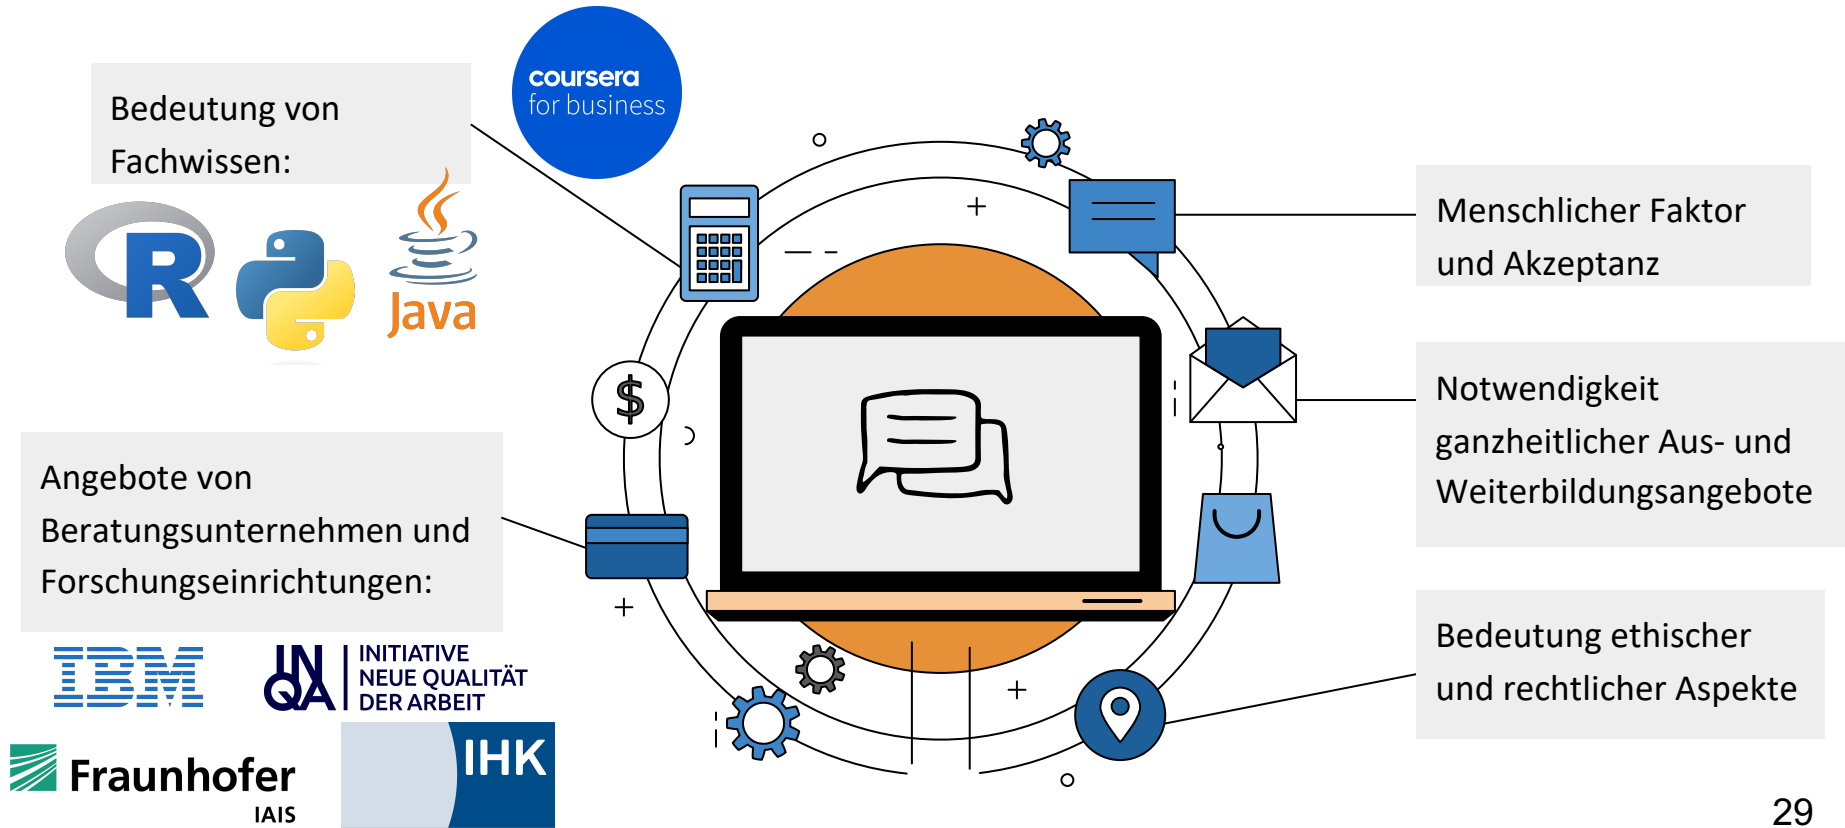 coursera
for business
Bedeutung von
Fachwissen:
R
Java
$
Angebote von
Beratungsunternehmen und
Forschungseinrichtungen:
IBM
INQA
INITIATIVE
NEUE QUALITÄT
DER ARBEIT
Fraunhofer
IAIS
IHK
Menschlicher Faktor
und Akzeptanz
Notwendigkeit
ganzheitlicher Aus- und
Weiterbildungsangebote
Bedeutung ethischer
und rechtlicher Aspekte
29